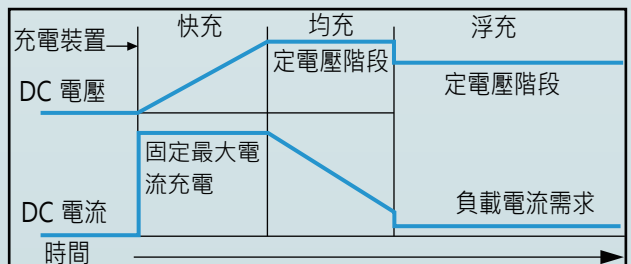 快充
均充
浮充
充電裝置
定電壓階段
定電壓階段
DC 電壓
固定最大電
流充電
負載電流需求
DC 電流
時間